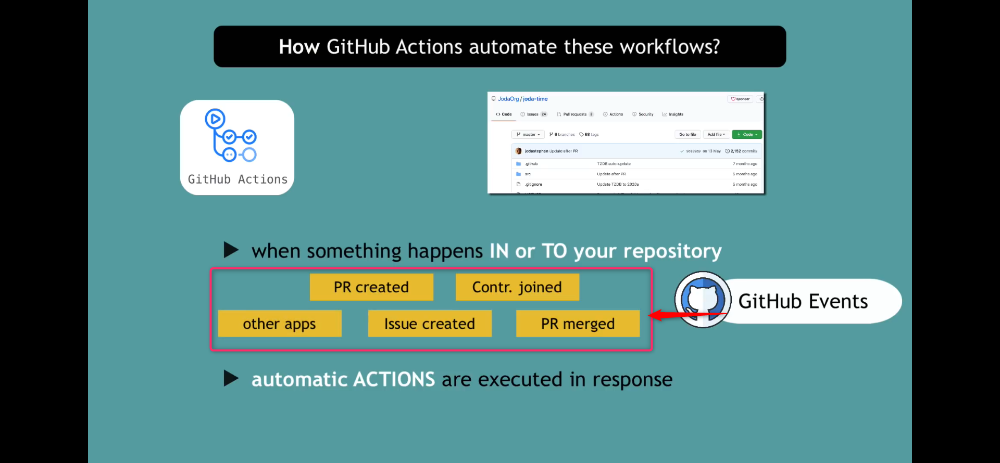 How GitHub Actions automate these workflows?
GitHub Actions
JodaOrg / joda-time
Sponsor
Code Issues 24 Pull requests 2 Actions Security Insights
master 6 branches 68 tags Go to file Add file Code
jodastephen Update after PR 9c089a9 on 13 May 2,152 commits
.github TZDB auto-update 7 months ago
src Update after PR 5 months ago
.gitignore Update TZDB to 2020a 5 months ago
when something happens IN or TO your repository
PR created Contr. joined
other apps Issue created PR merged
GitHub Events
automatic ACTIONS are executed in response